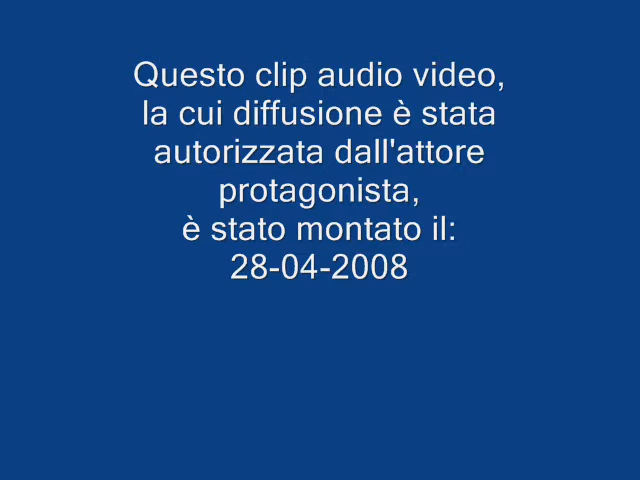 Questo clip audio video,
la cui diffusione è stata
autorizzata dall'attore
protagonista,
è stato montato il:
28-04-2008